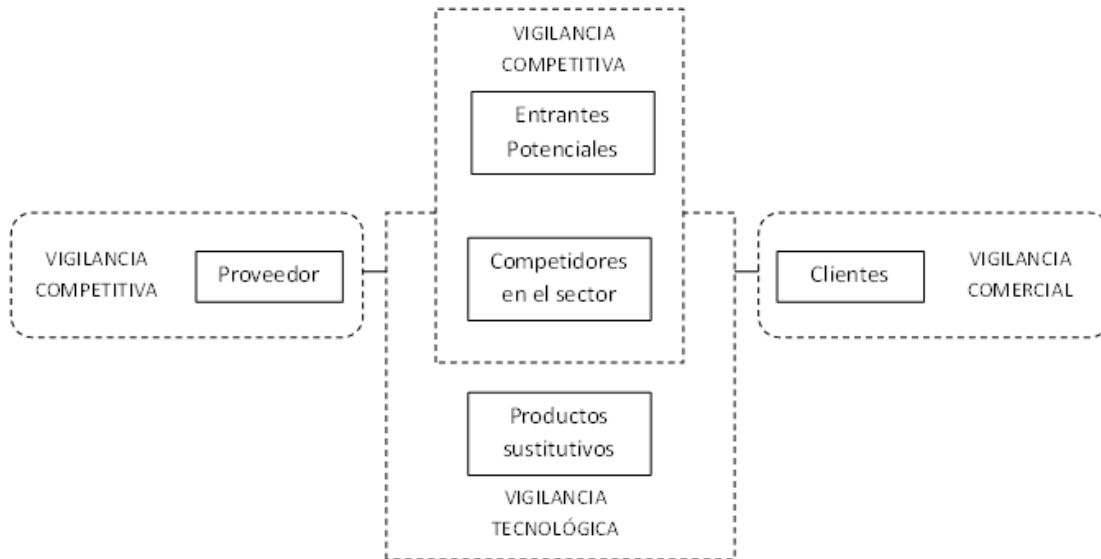 VIGILANCIA
COMPETITIVA
Entrantes
Potenciales
VIGILANCIA
COMPETITIVA
Proveedor
Competidores
en el sector
Clientes
VIGILANCIA
COMERCIAL
Productos
sustitutivos
VIGILANCIA
TECNOLÓGICA